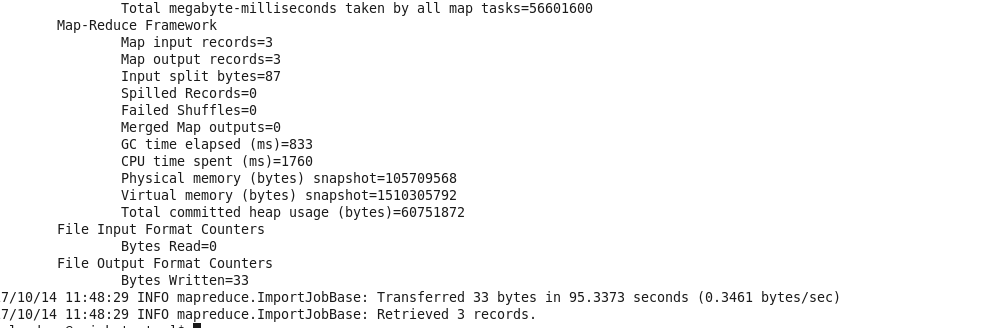 Total megabyte-milliseconds taken by all map tasks=56601600
Map-Reduce Framework
Map input records=3
Map output records=3
Input split bytes=87
Spilled Records=0
Failed Shuffles=0
Merged Map outputs=0
GC time elapsed (ms)=833
CPU time spent (ms)=1760
Physical memory (bytes) snapshot=105709568
Virtual memory (bytes) snapshot=1510305792
Total committed heap usage (bytes)=60751872
File Input Format Counters
Bytes Read=0
File Output Format Counters
Bytes Written=33
7/10/14 11:48:29 INFO mapreduce.ImportJobBase: Transferred 33 bytes in 95.3373 seconds (0.3461 bytes/sec)
7/10/14 11:48:29 INFO mapreduce.ImportJobBase: Retrieved 3 records.